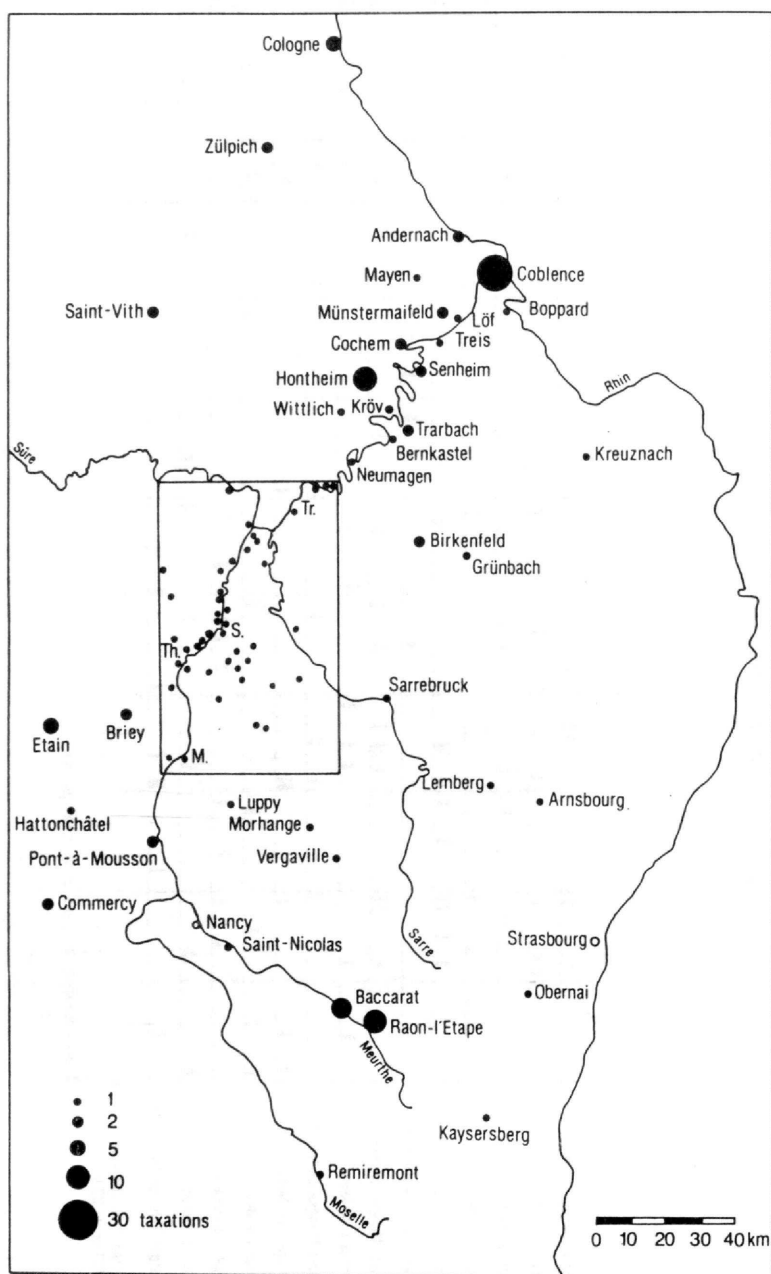 Cologne
Zülpich
Andernach
Mayen
Coblence
Saint-Vith
Münstermaifeld
Löf
Boppard
Cochem
Treis
Hontheim
Senheim
Rhin
Wittlich
Kröv
Trarbach
Bernkastel
Kreuznach
Sûre
Neumagen
Tr.
Birkenfeld
Grünbach
S.
Th.
Sarrebruck
Etain
Briey
M.
Lemberg
Arnsbourg
Hattonchâtel
Luppy
Morhange
Pont-à-Mousson
Vergaville
Commercy
Nancy
Saint-Nicolas
Sarre
Strasbourg
Obernai
Baccarat
Raon-l'Etape
Meurthe
Kaysersberg
Remiremont
Moselle
1
2
5
10
30 taxations
0 10 20 30 40 km